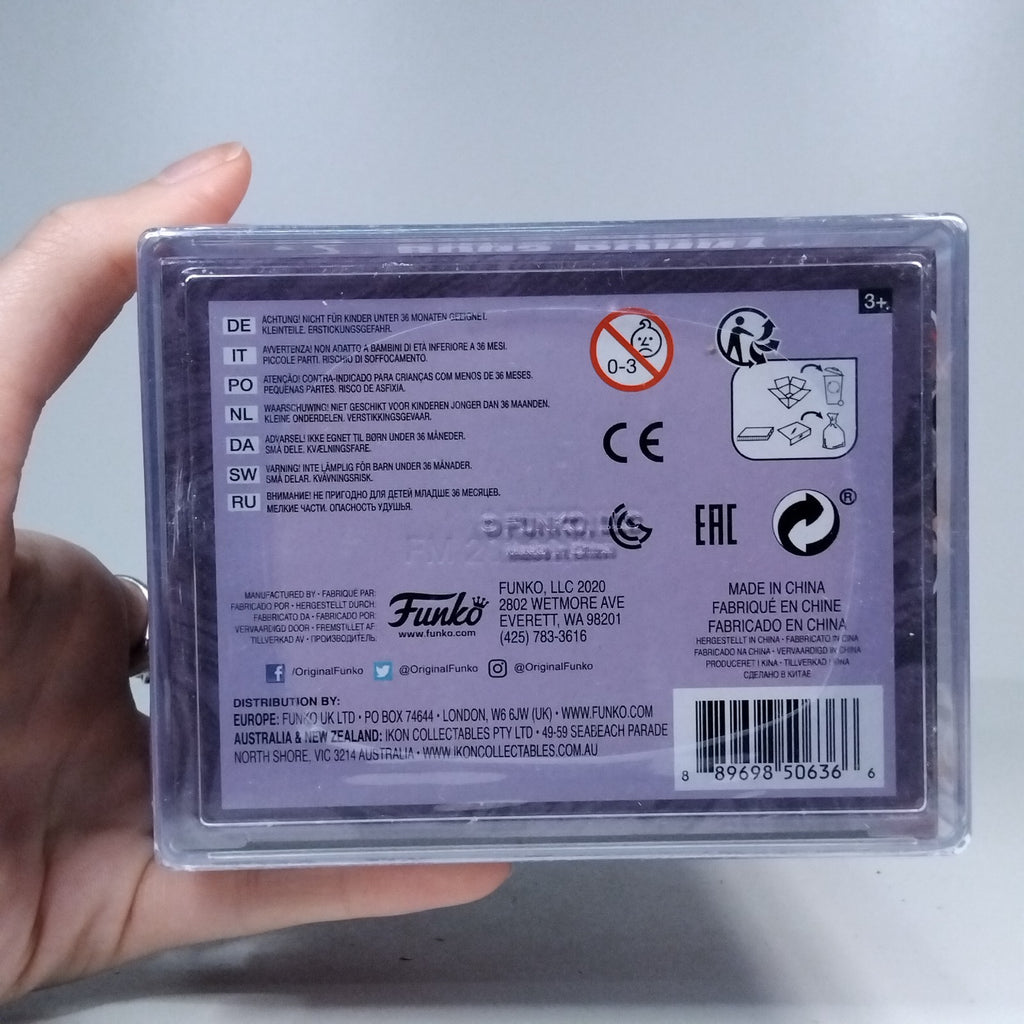 BUGS BUNNY
3+
DE ACHTUNG! NICHT FÜR KINDER UNTER 36 MONATEN GEEIGNET.
KLEINTEILE. ERSTICKUNGSGEFAHR.
IT AVVERTENZA! NON ADATTO A BAMBINI DI ETÀ INFERIORE A 36 MESI.
PICCOLE PARTI. RISCHIO DI SOFFOCAMENTO.
PO ATENÇÃO! CONTRA-INDICADO PARA CRIANÇAS COM MENOS DE 36 MESES.
PEQUENAS PARTES. RISCO DE ASFIXIA.
NL WAARSCHUWING! NIET GESCHIKT VOOR KINDEREN JONGER DAN 36 MAANDEN.
KLEINE ONDERDELEN. VERSTIKKINGSGEVAAR.
DA ADVARSEL! IKKE EGNET TIL BØRN UNDER 36 MÅNEDER.
SMÅ DELE. KVÆLNINGSFARE.
SW VARNING! INTE LÄMPLIG FÖR BARN UNDER 36 MÅNADER.
SMÅ DELAR. KVÄVNINGSRISK.
RU ВНИМАНИЕ! НЕ ПРИГОДНО ДЛЯ ДЕТЕЙ МЛАДШЕ 36 МЕСЯЦЕВ.
МЕЛКИЕ ЧАСТИ. ОПАСНОСТЬ УДУШЬЯ.
0-3
CE
EAC
®
© FUNKO,
Made in China
MANUFACTURED BY • FABRIQUÉ PAR:
FABRICADO POR • HERGESTELLT DURCH:
FABBRICATO DA • FABRICADO POR:
VERVAARDIGD DOOR • FREMSTILLET AF:
TILLVERKAD AV • ПРОИЗВОДИТЕЛЬ:
Funko
www.funko.com
FUNKO, LLC 2020
2802 WETMORE AVE
EVERETT, WA 98201
(425) 783-3616
MADE IN CHINA
FABRIQUÉ EN CHINE
FABRICADO EN CHINA
HERGESTELLT IN CHINA • FABBRICATO IN CINA
FABRICADO NA CHINA • VERVAARDIGD IN CHINA
PRODUCERET I KINA • TILLVERKAD I KINA
СДЕЛАНО В КИТАЕ
f /OriginalFunko @OriginalFunko @OriginalFunko
DISTRIBUTION BY:
EUROPE: FUNKO UK LTD • PO BOX 74644 • LONDON, W6 6JW (UK) • WWW.FUNKO.COM
AUSTRALIA & NEW ZEALAND: IKON COLLECTABLES PTY LTD • 49-59 SEABEACH PARADE
NORTH SHORE, VIC 3214 AUSTRALIA • WWW.IKONCOLLECTABLES.COM.AU
8 89698 50636 6